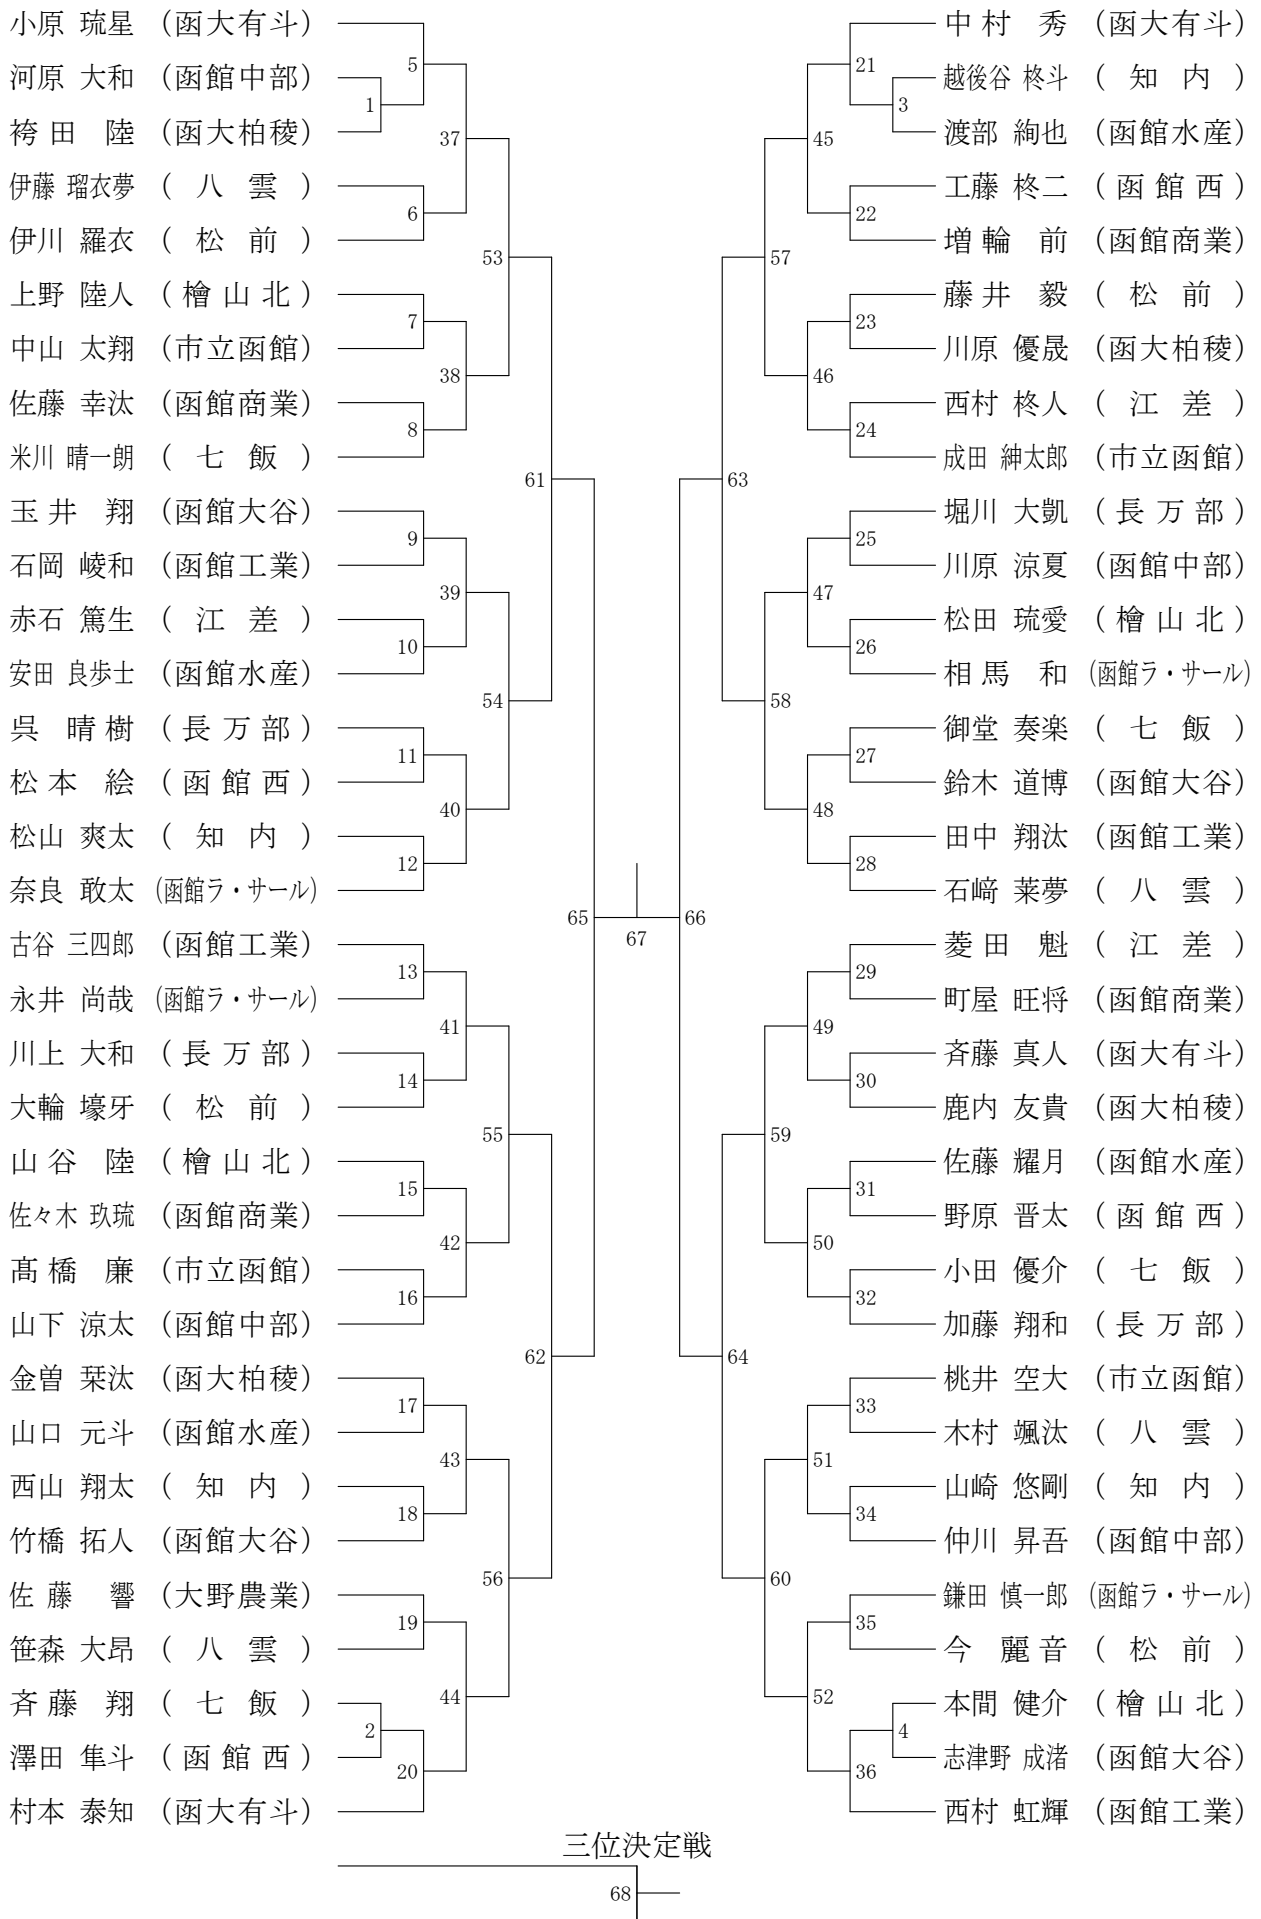 小原 琉星 (函大有斗)
河原 大和 (函館中部)
袴田 陸 (函大柏稜)
伊藤 瑠衣夢 (八雲)
伊川 羅衣 (松前)
上野 陸人 (檜山北)
中山 太翔 (市立函館)
佐藤 幸汰 (函館商業)
米川 晴一朗 (七飯)
玉井 翔 (函館大谷)
石岡 崚和 (函館工業)
赤石 篤生 (江差)
安田 良歩士 (函館水産)
呉 晴樹 (長万部)
松本 絵 (函館西)
松山 爽太 (知内)
奈良 敢太 (函館ラ・サール)
古谷 三四郎 (函館工業)
永井 尚哉 (函館ラ・サール)
川上 大和 (長万部)
大輪 壕牙 (松前)
山谷 陸 (檜山北)
佐々木 玖琉 (函館商業)
髙橋 廉 (市立函館)
山下 涼太 (函館中部)
金曽 栞汰 (函大柏稜)
山口 元斗 (函館水産)
西山 翔太 (知内)
竹橋 拓人 (函館大谷)
佐藤 響 (大野農業)
笹森 大昂 (八雲)
斉藤 翔 (七飯)
澤田 隼斗 (函館西)
村本 泰知 (函大有斗)
1
2
5
6
7
8
9
10
11
12
13
14
15
16
17
18
19
20
37
38
39
40
41
42
43
44
53
54
55
56
61
62
65
67
66
63
64
57
58
59
60
45
46
47
48
49
50
51
52
21
22
23
24
25
26
27
28
29
30
31
32
33
34
35
36
3
4
中村 秀 (函大有斗)
越後谷 柊斗 (知内)
渡部 絢也 (函館水産)
工藤 柊二 (函館西)
増輪 前 (函館商業)
藤井 毅 (松前)
川原 優晟 (函大柏稜)
西村 柊人 (江差)
成田 紳太郎 (市立函館)
堀川 大凱 (長万部)
川原 涼夏 (函館中部)
松田 琉愛 (檜山北)
相馬 和 (函館ラ・サール)
御堂 奏楽 (七飯)
鈴木 道博 (函館大谷)
田中 翔汰 (函館工業)
石﨑 菜夢 (八雲)
菱田 魁 (江差)
町屋 旺将 (函館商業)
斉藤 真人 (函大有斗)
鹿内 友貴 (函大柏稜)
佐藤 耀月 (函館水産)
野原 晋太 (函館西)
小田 優介 (七飯)
加藤 翔和 (長万部)
桃井 空大 (市立函館)
木村 颯汰 (八雲)
山崎 悠剛 (知内)
仲川 昇吾 (函館中部)
鎌田 慎一郎 (函館ラ・サール)
今 麗音 (松前)
本間 健介 (檜山北)
志津野 成渚 (函館大谷)
西村 虹輝 (函館工業)
三位決定戦
68